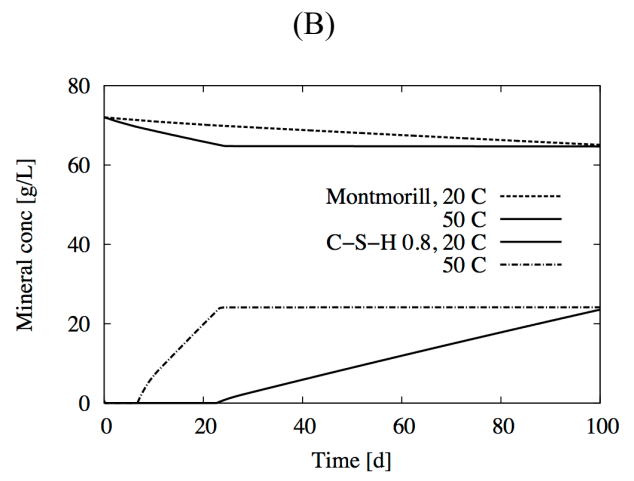 (B)
80
60
40
20
0
Mineral conc [g/L]
Montmorill, 20 C
50 C
C–S–H 0.8, 20 C
50 C
0 20 40 60 80 100
Time [d]